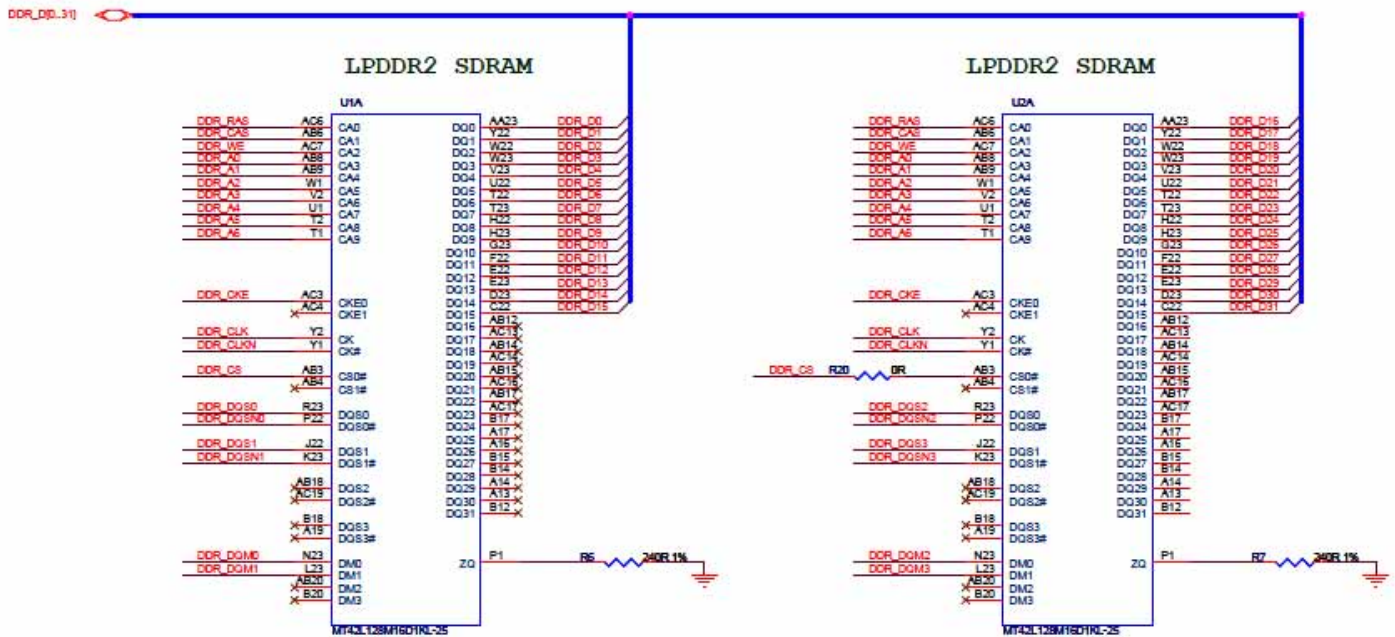 DDR_D[0..31]
LPDDR2 SDRAM
U1A
DDR_RAS AC6 CA0 DQ0 AA23 DDR_D0
DDR_CAS AB6 CA1 DQ1 Y22 DDR_D1
DDR_WE AC7 CA2 DQ2 W22 DDR_D2
DDR_A0 AB8 CA3 DQ3 W23 DDR_D3
DDR_A1 AB9 CA4 DQ4 V23 DDR_D4
DDR_A2 W1 CA5 DQ5 U22 DDR_D5
DDR_A3 V2 CA6 DQ6 T22 DDR_D6
DDR_A4 U1 CA7 DQ7 T23 DDR_D7
DDR_A5 T2 CA8 DQ8 H22 DDR_D8
DDR_A6 T1 CA9 DQ9 H23 DDR_D9
DQ10 G23 DDR_D10
DQ11 F22 DDR_D11
DQ12 E22 DDR_D12
DQ13 E23 DDR_D13
DDR_CKE AC3 CKE0 DQ14 D23 DDR_D14
AC4 CKE1 DQ15 C22 DDR_D15
DQ16 AB12
DDR_CLK Y2 CK DQ17 AC13
DDR_CLKN Y1 CK# DQ18 AB14
DQ19 AC14
DDR_CS AB3 CS0# DQ20 AB15
AB4 CS1# DQ21 AC16
DQ22 AB17
DDR_DQS0 R23 DQS0 DQ23 AC17
DDR_DQSN0 P22 DQS0# DQ24 B17
DQ25 A17
DDR_DQS1 J22 DQS1 DQ26 A16
DDR_DQSN1 K23 DQS1# DQ27 B15
DQ28 B14
AB18 DQS2 DQ29 A14
AC19 DQS2# DQ30 A13
DQ31 B12
B18 DQS3
A19 DQS3#
DDR_DQM0 N23 DM0 ZQ P1 R6 240R,1%
DDR_DQM1 L23 DM1
AB20 DM2
B20 DM3
MT42L128M16D1KL-25
LPDDR2 SDRAM
U2A
DDR_RAS AC6 CA0 DQ0 AA23 DDR_D16
DDR_CAS AB6 CA1 DQ1 Y22 DDR_D17
DDR_WE AC7 CA2 DQ2 W22 DDR_D18
DDR_A0 AB8 CA3 DQ3 W23 DDR_D19
DDR_A1 AB9 CA4 DQ4 V23 DDR_D20
DDR_A2 W1 CA5 DQ5 U22 DDR_D21
DDR_A3 V2 CA6 DQ6 T22 DDR_D22
DDR_A4 U1 CA7 DQ7 T23 DDR_D23
DDR_A5 T2 CA8 DQ8 H22 DDR_D24
DDR_A6 T1 CA9 DQ9 H23 DDR_D25
DQ10 G23 DDR_D26
DQ11 F22 DDR_D27
DQ12 E22 DDR_D28
DQ13 E23 DDR_D29
DDR_CKE AC3 CKE0 DQ14 D23 DDR_D30
AC4 CKE1 DQ15 C22 DDR_D31
DQ16 AB12
DDR_CLK Y2 CK DQ17 AC13
DDR_CLKN Y1 CK# DQ18 AB14
DQ19 AC14
DDR_CS R20 0R AB3 CS0# DQ20 AB15
AB4 CS1# DQ21 AC16
DQ22 AB17
DDR_DQS2 R23 DQS0 DQ23 AC17
DDR_DQSN2 P22 DQS0# DQ24 B17
DQ25 A17
DDR_DQS3 J22 DQS1 DQ26 A16
DDR_DQSN3 K23 DQS1# DQ27 B15
DQ28 B14
AB18 DQS2 DQ29 A14
AC19 DQS2# DQ30 A13
DQ31 B12
B18 DQS3
A19 DQS3#
DDR_DQM2 N23 DM0 ZQ P1 R7 240R,1%
DDR_DQM3 L23 DM1
AB20 DM2
B20 DM3
MT42L128M16D1KL-25